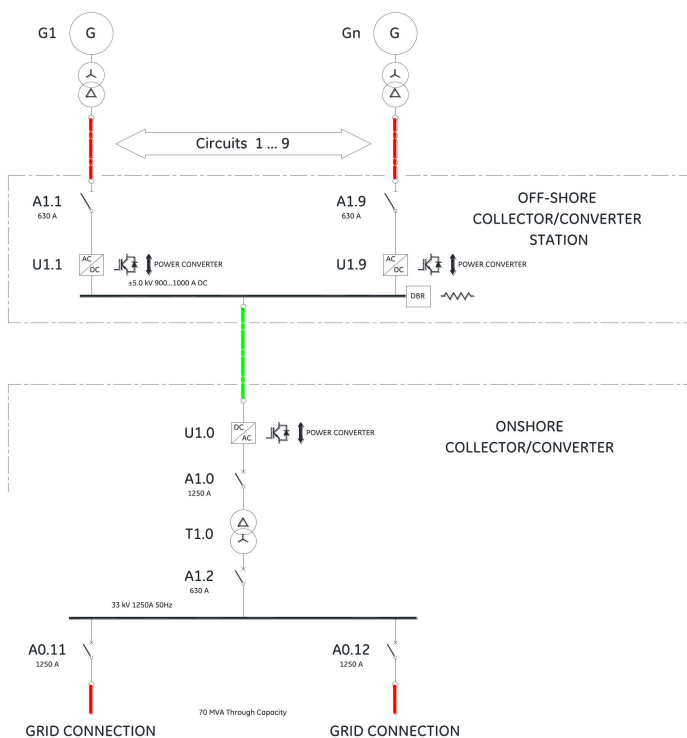 G1 G
Gn G
Circuits 1 ... 9
A1.1
630 A
A1.9
630 A
OFF-SHORE
COLLECTOR/CONVERTER
STATION
U1.1
AC
DC
POWER CONVERTER
U1.9
AC
DC
POWER CONVERTER
±5.0 kV 900...1000 A DC
DBR
ONSHORE
COLLECTOR/CONVERTER
U1.0
DC
AC
POWER CONVERTER
A1.0
1250 A
T1.0
A1.2
630 A
33 kV 1250A 50Hz
A0.11
1250 A
A0.12
1250 A
70 MVA Through Capacity
GRID CONNECTION
GRID CONNECTION